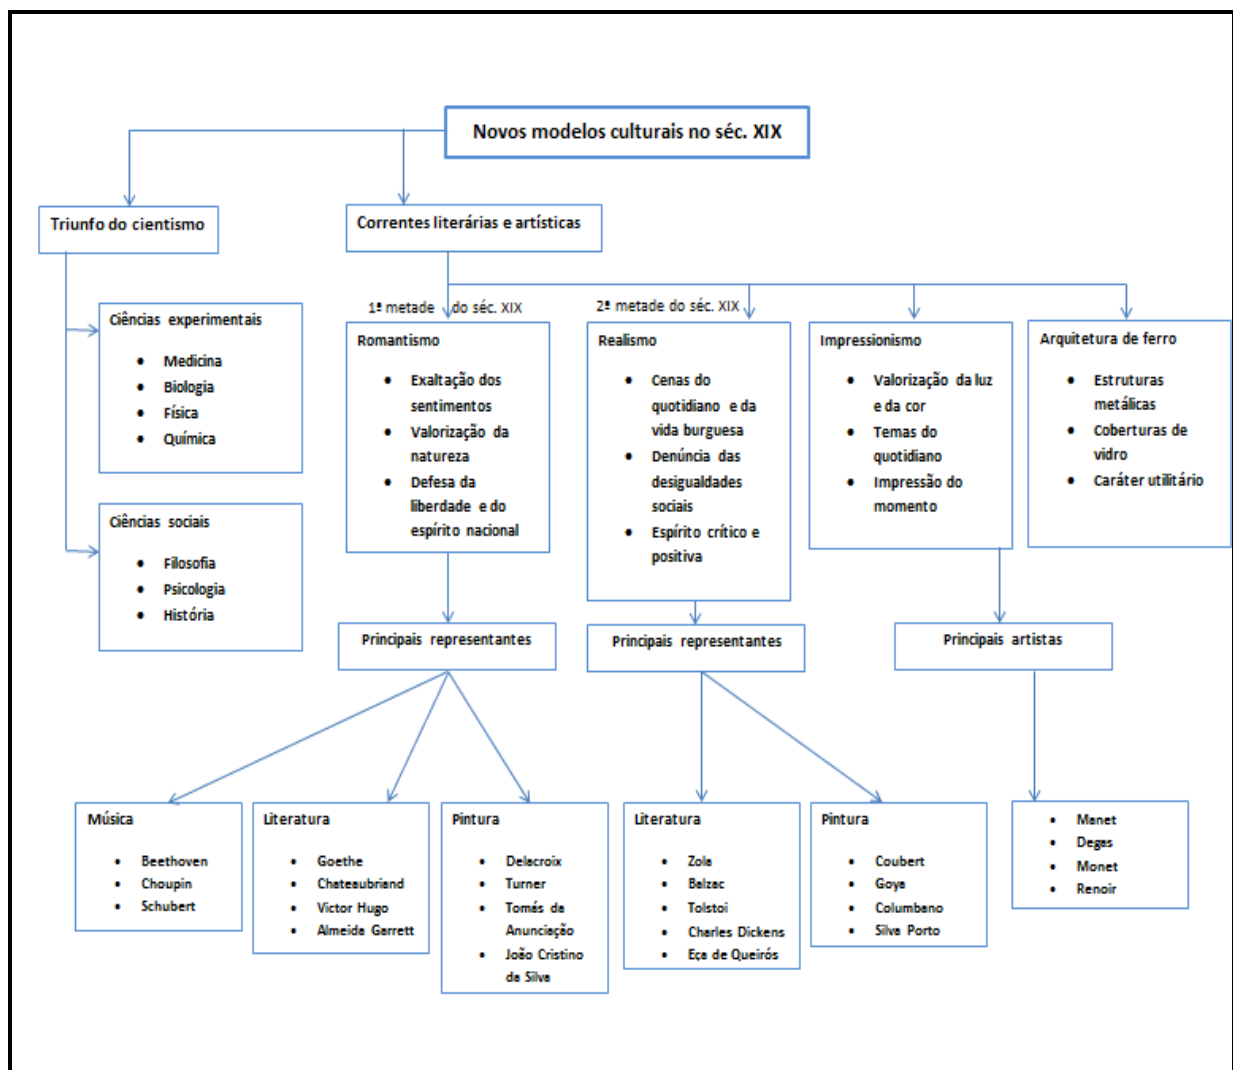 Novos modelos culturais no séc. XIX
Triunfo do cientismo
Correntes literárias e artísticas
Ciências experimentais
• Medicina
• Biologia
• Física
• Química
Ciências sociais
• Filosofia
• Psicologia
• História
1ª metade do séc. XIX
Romantismo
• Exaltação dos
sentimentos
• Valorização da
natureza
• Defesa da
liberdade e do
espírito nacional
2ª metade do séc. XIX
Realismo
• Cenas do
quotidiano e da
vida burguesa
• Denúncia das
desigualdades
sociais
• Espírito crítico e
positiva
Impressionismo
• Valorização da luz
e da cor
• Temas do
quotidiano
• Impressão do
momento
Arquitetura de ferro
• Estruturas
metálicas
• Coberturas de
vidro
• Caráter utilitário
Principais representantes
Principais representantes
Principais artistas
Música
• Beethoven
• Choupin
• Schubert
Literatura
• Goethe
• Chateaubriand
• Victor Hugo
• Almeida Garrett
Pintura
• Delacroix
• Turner
• Tomás da
Anunciação
• João Cristino
da Silva
Literatura
• Zola
• Balzac
• Tolstoi
• Charles Dickens
• Eça de Queirós
Pintura
• Coubert
• Goya
• Columbano
• Silva Porto
• Manet
• Degas
• Monet
• Renoir